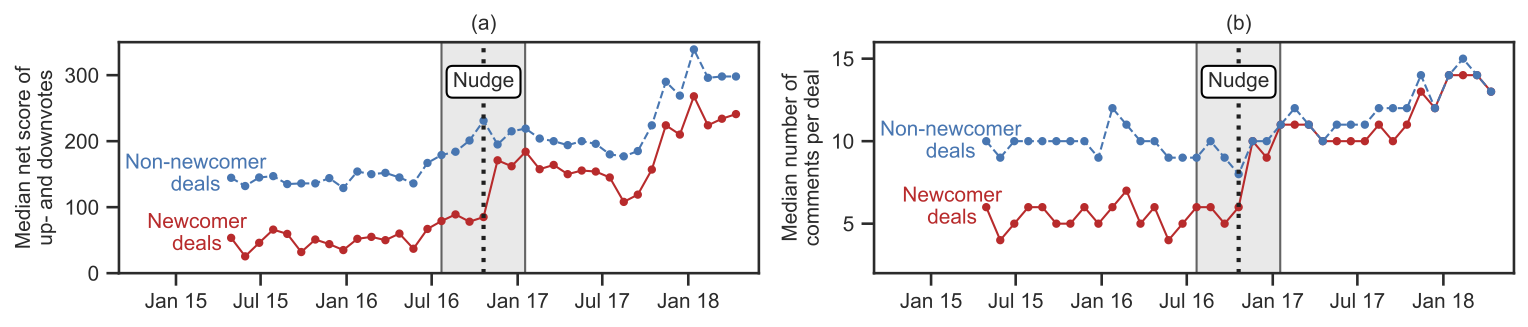 (a)
Median net score of
up- and downvotes
300
200
100
0
Nudge
Non-newcomer
deals
Newcomer
deals
Jan 15
Jul 15
Jan 16
Jul 16
Jan 17
Jul 17
Jan 18
(b)
Median number of
comments per deal
15
10
5
Nudge
Non-newcomer
deals
Newcomer
deals
Jan 15
Jul 15
Jan 16
Jul 16
Jan 17
Jul 17
Jan 18